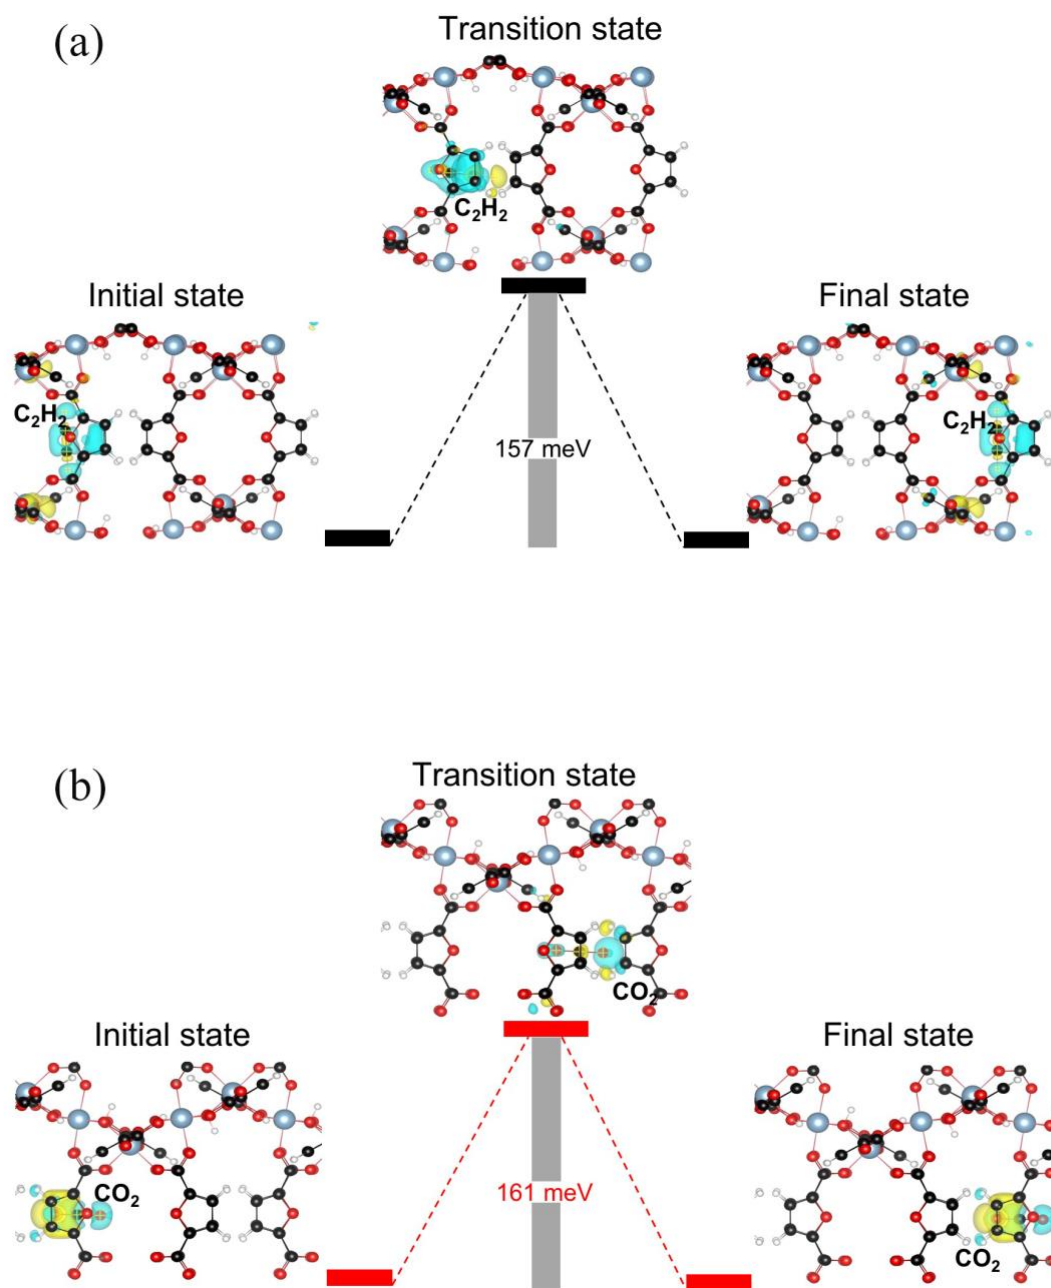 (a)
Transition state
C₂H₂
Initial state
Final state
C₂H₂
C₂H₂
157 meV
(b)
Transition state
CO₂
Initial state
Final state
CO₂
161 meV
CO₂